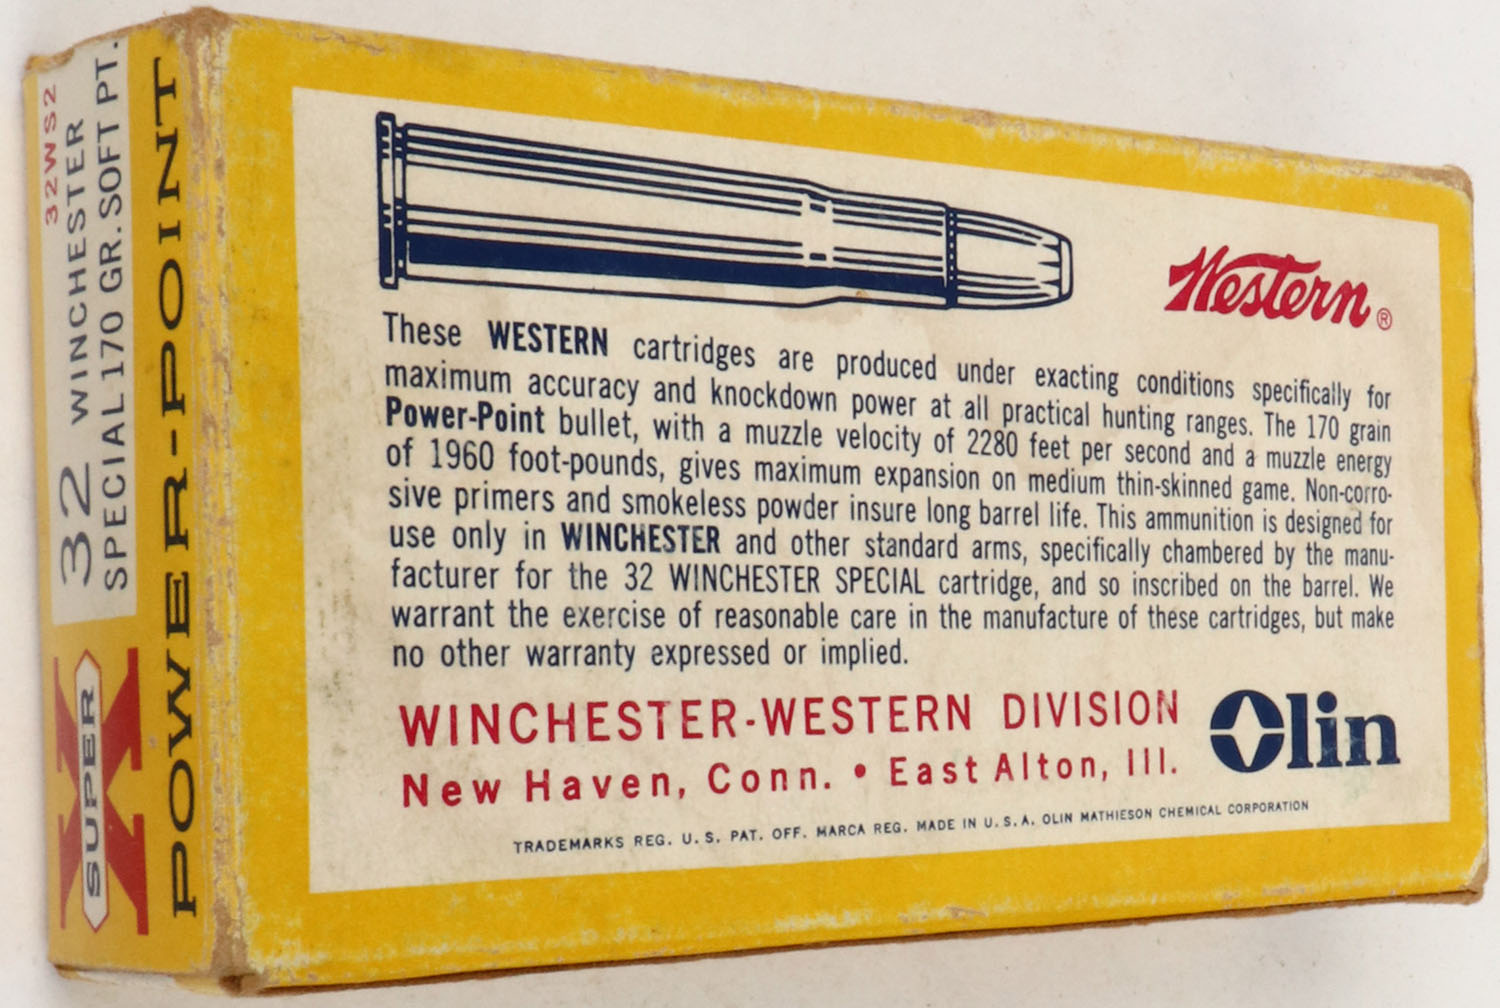 32WS2
32 WINCHESTER
SPECIAL 170 GR. SOFT PT.
SUPER
X
POWER-POINT
Western®
These WESTERN cartridges are produced under exacting conditions specifically for
maximum accuracy and knockdown power at all practical hunting ranges. The 170 grain
Power-Point bullet, with a muzzle velocity of 2280 feet per second and a muzzle energy
of 1960 foot-pounds, gives maximum expansion on medium thin-skinned game. Non-corro-
sive primers and smokeless powder insure long barrel life. This ammunition is designed for
use only in WINCHESTER and other standard arms, specifically chambered by the manu-
facturer for the 32 WINCHESTER SPECIAL cartridge, and so inscribed on the barrel. We
warrant the exercise of reasonable care in the manufacture of these cartridges, but make
no other warranty expressed or implied.
WINCHESTER-WESTERN DIVISION
New Haven, Conn. • East Alton, Ill.
Olin
TRADEMARKS REG. U. S. PAT. OFF. MARCA REG. MADE IN U. S. A. OLIN MATHIESON CHEMICAL CORPORATION